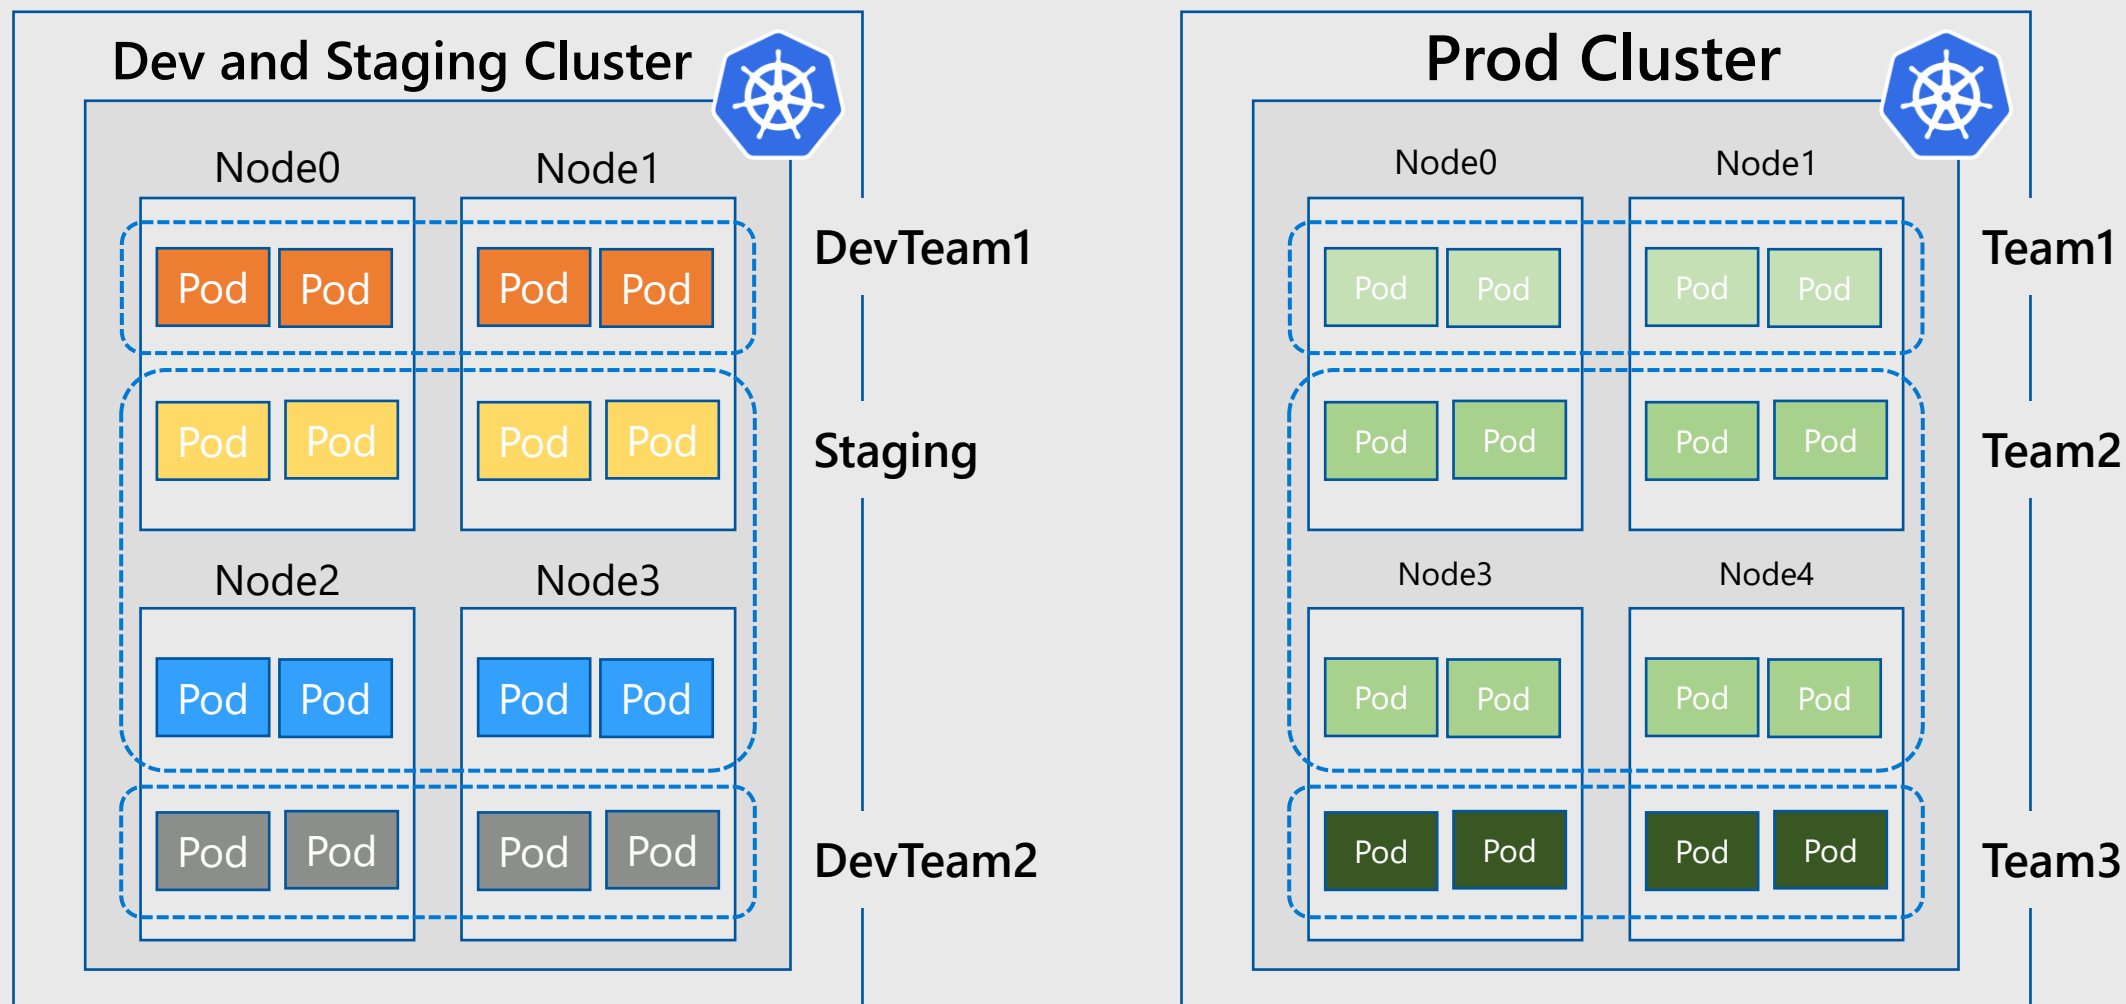 Dev and Staging Cluster
Node0 Node1
Pod Pod Pod Pod
DevTeam1
Pod Pod Pod Pod
Staging
Node2 Node3
Pod Pod Pod Pod
Pod Pod Pod Pod
DevTeam2
Prod Cluster
Node0 Node1
Pod Pod Pod Pod
Team1
Pod Pod Pod Pod
Team2
Node3 Node4
Pod Pod Pod Pod
Pod Pod Pod Pod
Team3